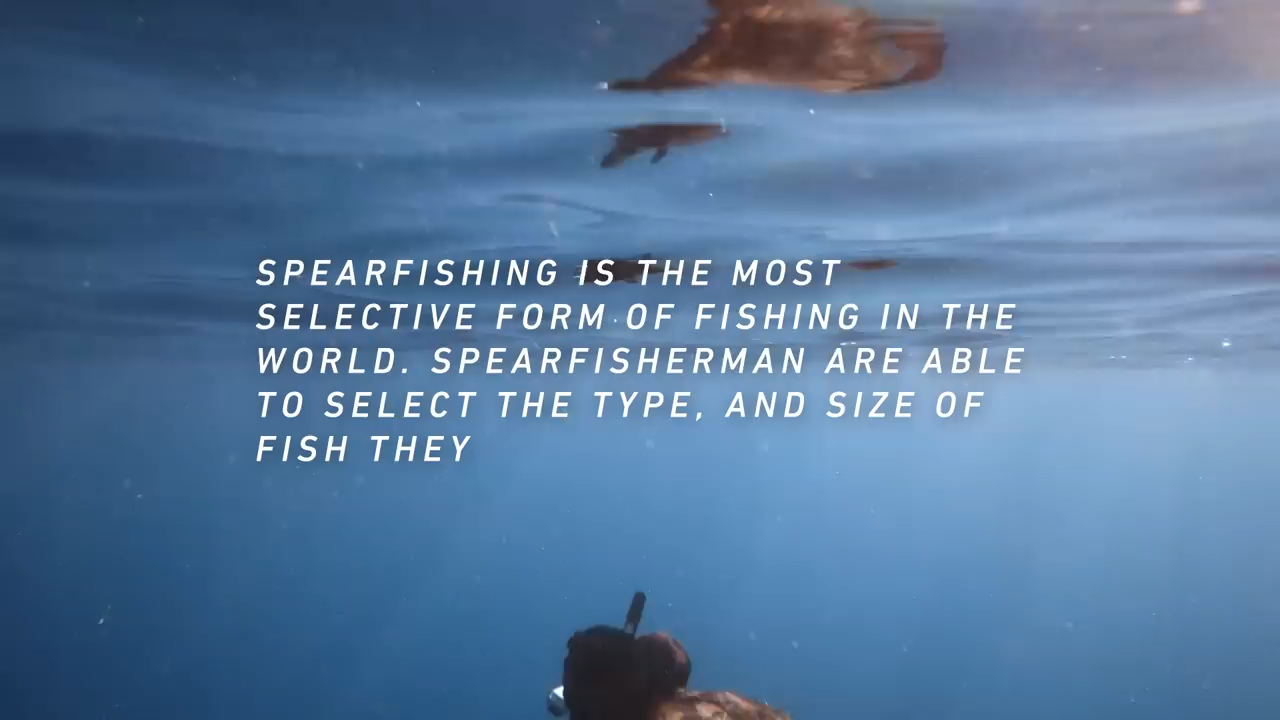 SPEARFISHING IS THE MOST
SELECTIVE FORM OF FISHING IN THE
WORLD. SPEARFISHERMAN ARE ABLE
TO SELECT THE TYPE, AND SIZE OF
FISH THEY